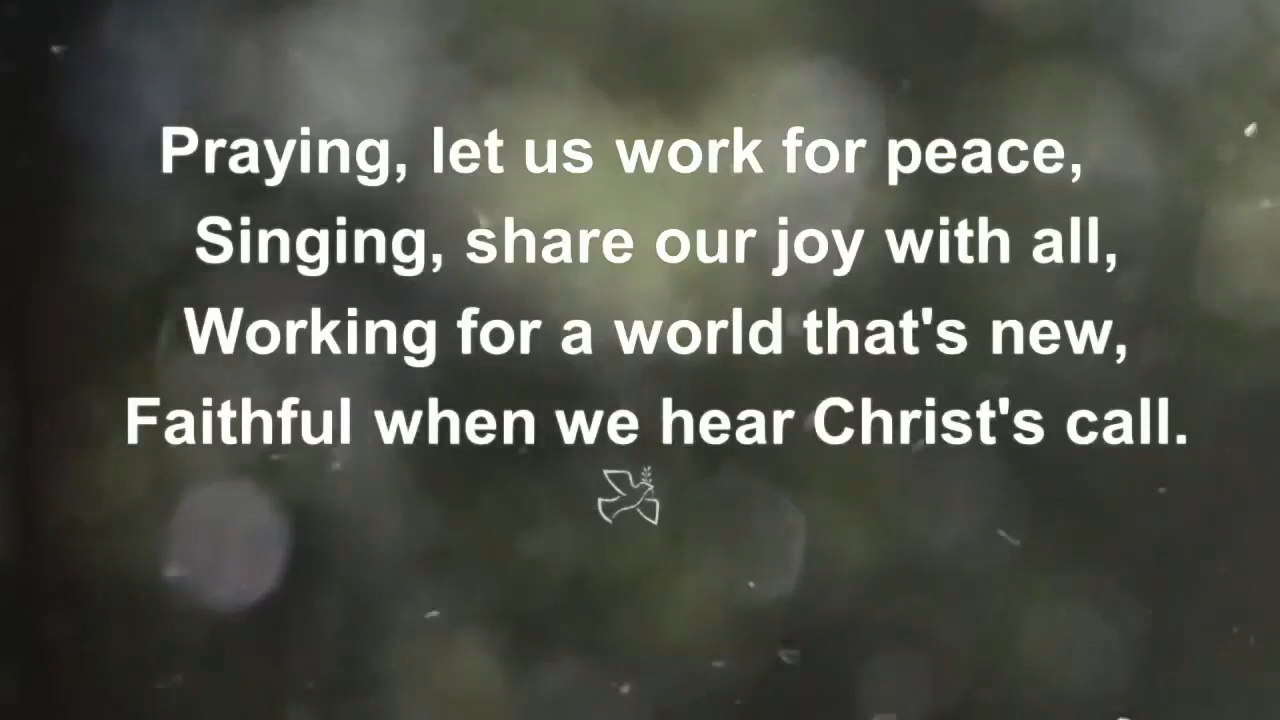 Praying, let us work for peace,
Singing, share our joy with all,
Working for a world that's new,
Faithful when we hear Christ's call.